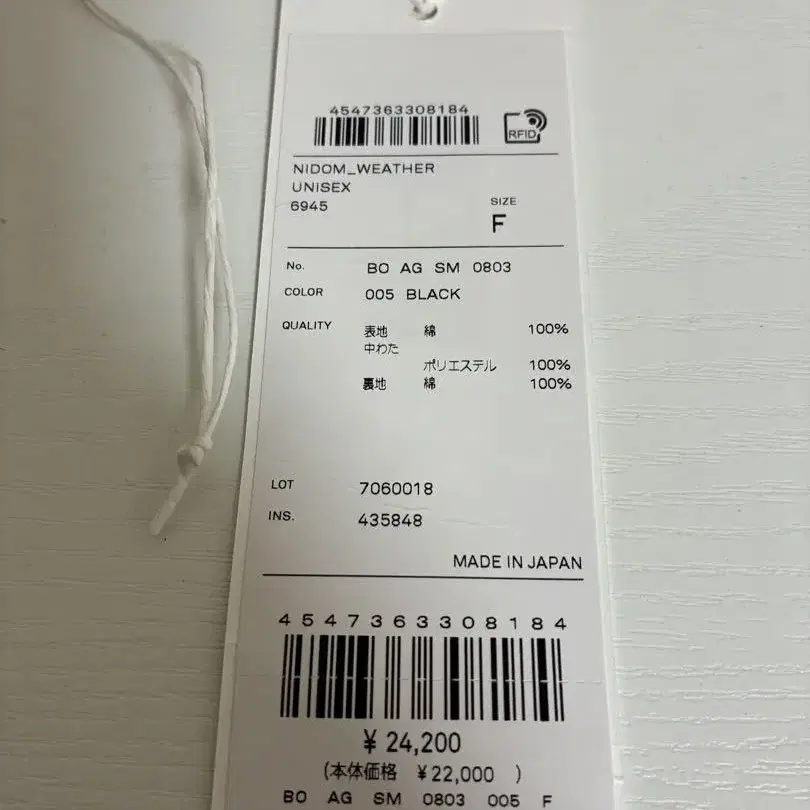 4547363308184
RFID
NIDOM_WEATHER
UNISEX
6945
SIZE
F
No. BO AG SM 0803
COLOR 005 BLACK
QUALITY 表地 綿 100%
中わた
ポリエステル 100%
裏地 綿 100%
LOT 7060018
INS. 435848
MADE IN JAPAN
4547363308184
¥ 24,200
(本体価格 ¥22,000 )
BO AG SM 0803 005 F